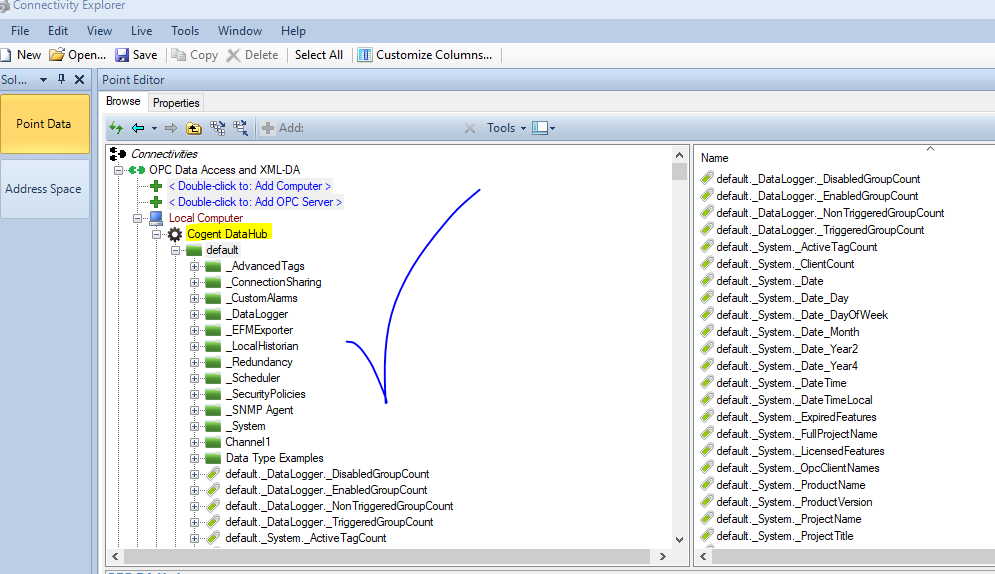 Connectivity Explorer
File Edit View Live Tools Window Help
New Open... Save Copy Delete Select All Customize Columns...
Sol...
Point Editor
Point Data
Address Space
Browse Properties
Add: Tools
Connectivities
OPC Data Access and XML-DA
< Double-click to: Add Computer >
< Double-click to: Add OPC Server >
Local Computer
Cogent DataHub
default
_AdvancedTags
_ConnectionSharing
_CustomAlarms
_DataLogger
_EFMExporter
_LocalHistorian
_Redundancy
_Scheduler
_SecurityPolicies
_SNMP Agent
_System
Channel1
Data Type Examples
default._DataLogger._DisabledGroupCount
default._DataLogger._EnabledGroupCount
default._DataLogger._NonTriggeredGroupCount
default._DataLogger._TriggeredGroupCount
default._System._ActiveTagCount
Name
default._DataLogger._DisabledGroupCount
default._DataLogger._EnabledGroupCount
default._DataLogger._NonTriggeredGroupCount
default._DataLogger._TriggeredGroupCount
default._System._ActiveTagCount
default._System._ClientCount
default._System._Date
default._System._Date_Day
default._System._Date_DayOfWeek
default._System._Date_Month
default._System._Date_Year2
default._System._Date_Year4
default._System._DateTime
default._System._DateTimeLocal
default._System._ExpiredFeatures
default._System._FullProjectName
default._System._LicensedFeatures
default._System._OpcClientNames
default._System._ProductName
default._System._ProductVersion
default._System._ProjectName
default._System._ProjectTitle